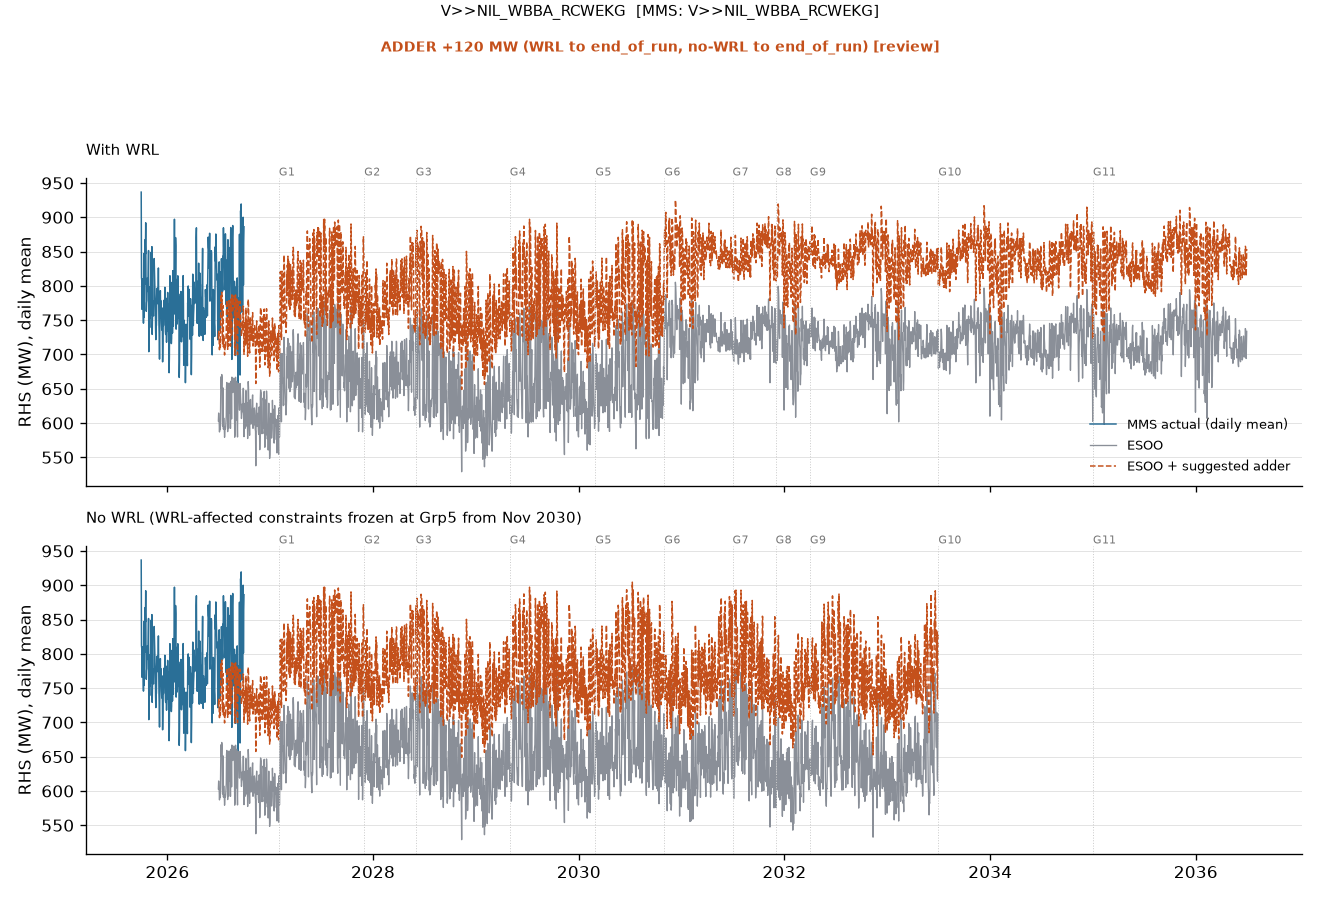 V>>NIL_WBBA_RCWEKG [MMS: V>>NIL_WBBA_RCWEKG]
ADDER +120 MW (WRL to end_of_run, no-WRL to end_of_run) [review]
With WRL
G1 G2 G3 G4 G5 G6 G7 G8 G9 G10 G11
950
900
850
800
750
700
650
600
550
RHS (MW), daily mean
MMS actual (daily mean)
ESOO
ESOO + suggested adder
No WRL (WRL-affected constraints frozen at Grp5 from Nov 2030)
G1 G2 G3 G4 G5 G6 G7 G8 G9 G10 G11
950
900
850
800
750
700
650
600
550
RHS (MW), daily mean
2026 2028 2030 2032 2034 2036